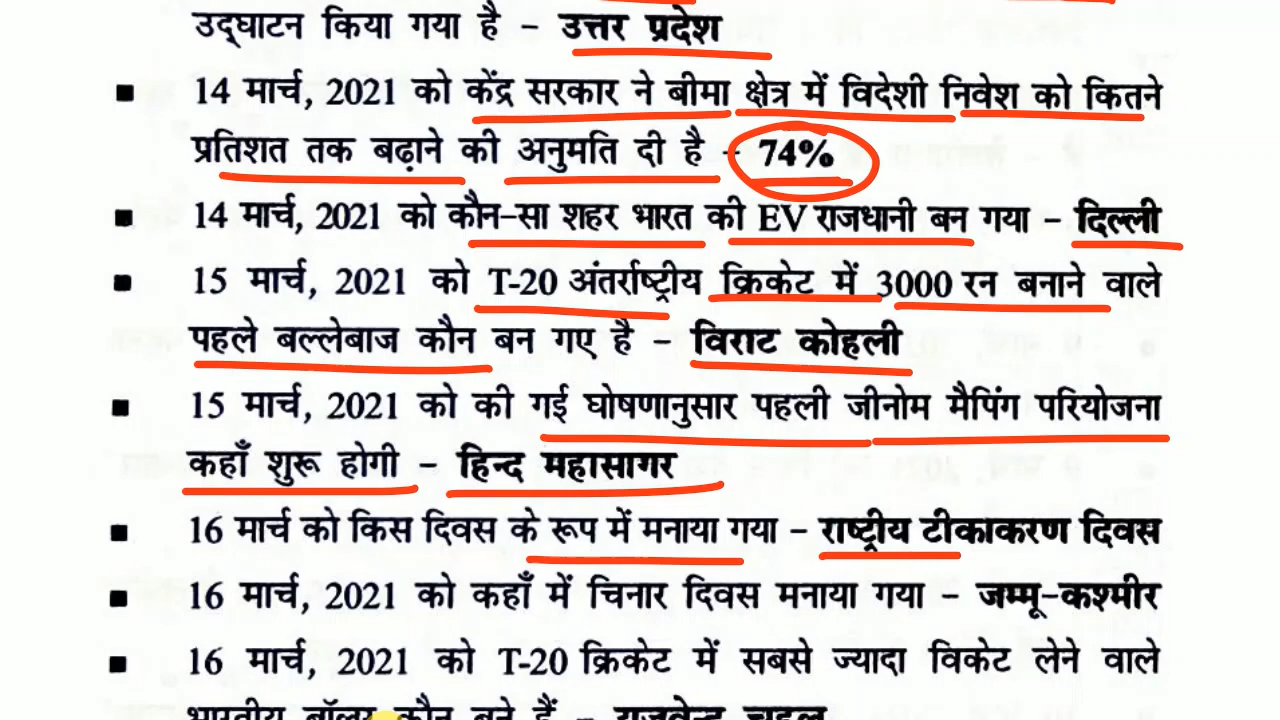 उद्घाटन किया गया है – उत्तर प्रदेश
▪ 14 मार्च, 2021 को केंद्र सरकार ने बीमा क्षेत्र में विदेशी निवेश को कितने
प्रतिशत तक बढ़ाने की अनुमति दी है – 74%
▪ 14 मार्च, 2021 को कौन-सा शहर भारत की EV राजधानी बन गया – दिल्ली
▪ 15 मार्च, 2021 को T-20 अंतर्राष्ट्रीय क्रिकेट में 3000 रन बनाने वाले
पहले बल्लेबाज कौन बन गए है – विराट कोहली
▪ 15 मार्च, 2021 को की गई घोषणानुसार पहली जीनोम मैपिंग परियोजना
कहाँ शुरू होगी – हिन्द महासागर
▪ 16 मार्च को किस दिवस के रूप में मनाया गया – राष्ट्रीय टीकाकरण दिवस
▪ 16 मार्च, 2021 को कहाँ में चिनार दिवस मनाया गया – जम्मू-कश्मीर
▪ 16 मार्च, 2021 को T-20 क्रिकेट में सबसे ज्यादा विकेट लेने वाले
भारतीय बॉलर कौन बने हैं –